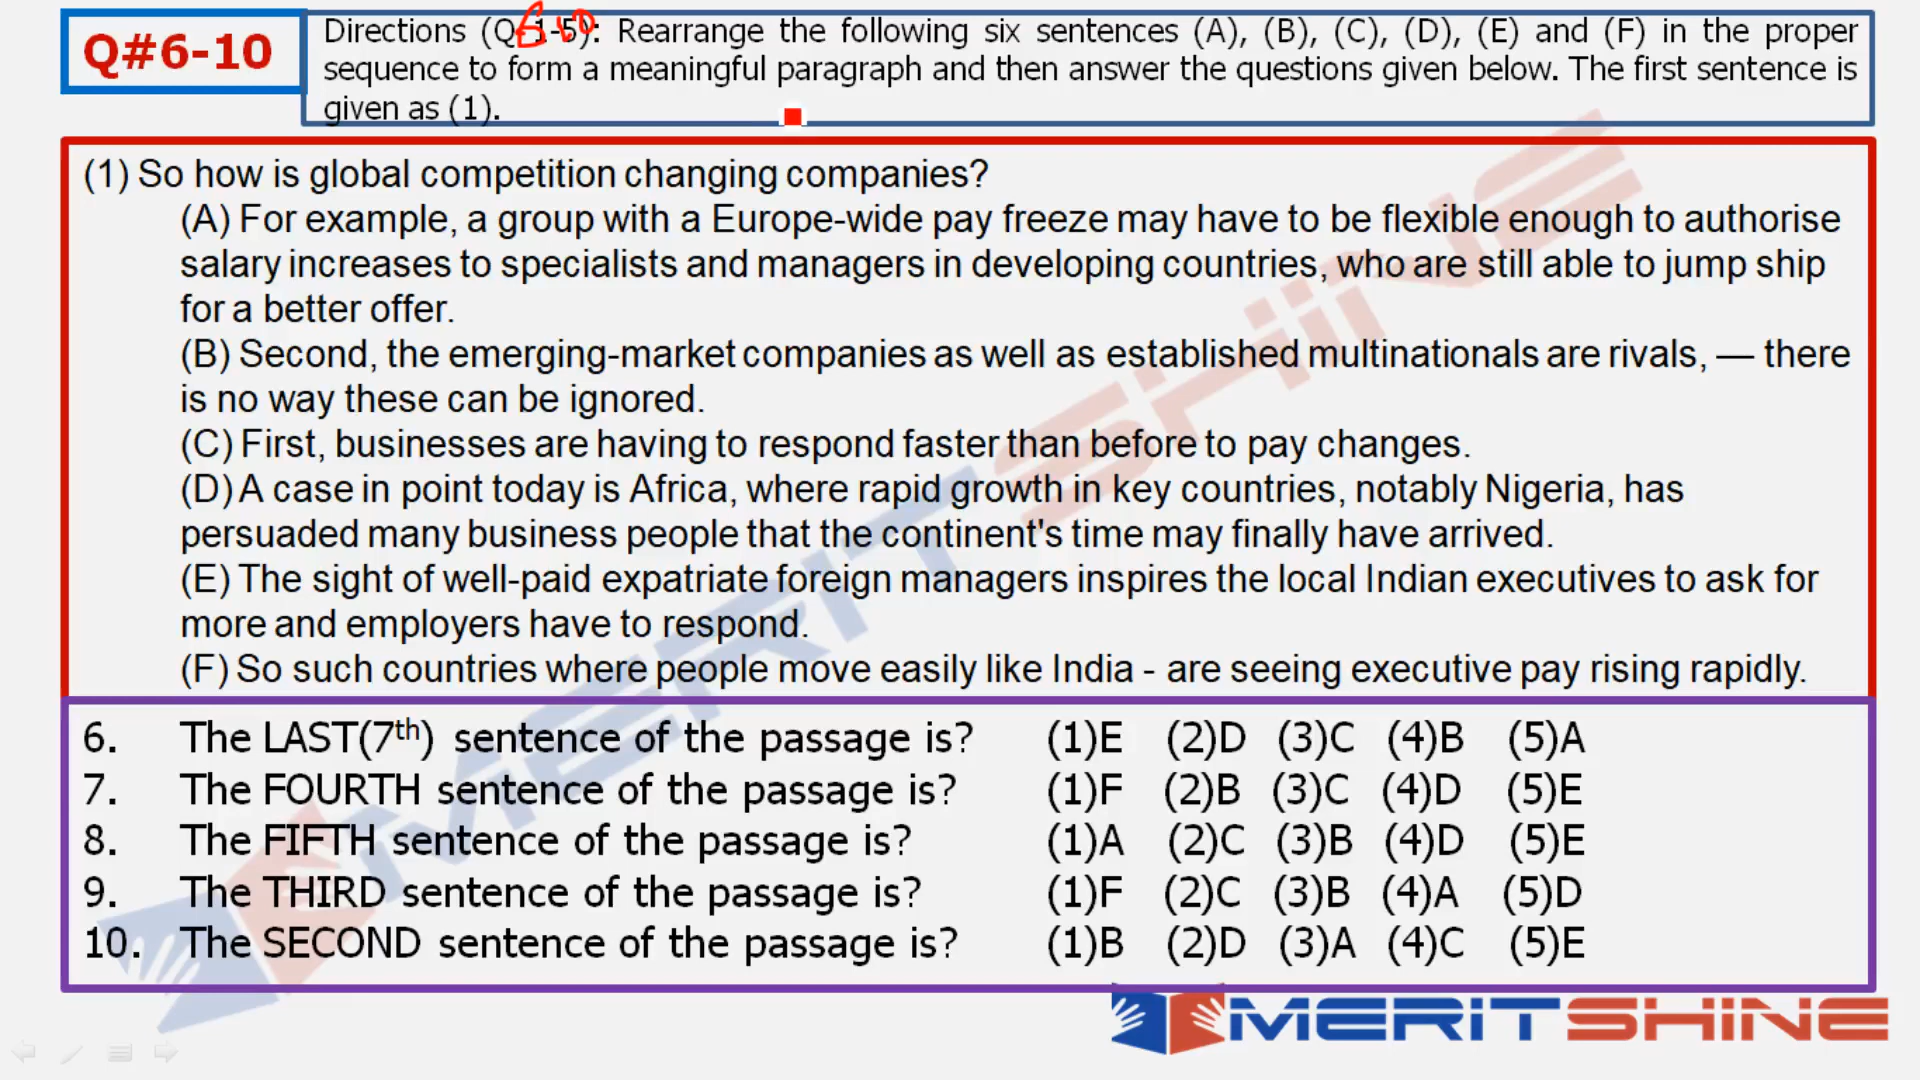 Q#6-10
Directions (Q 1-5): Rearrange the following six sentences (A), (B), (C), (D), (E) and (F) in the proper
6 10
sequence to form a meaningful paragraph and then answer the questions given below. The first sentence is
given as (1).
(1) So how is global competition changing companies?
(A) For example, a group with a Europe-wide pay freeze may have to be flexible enough to authorise
salary increases to specialists and managers in developing countries, who are still able to jump ship
for a better offer.
(B) Second, the emerging-market companies as well as established multinationals are rivals, — there
is no way these can be ignored.
(C) First, businesses are having to respond faster than before to pay changes.
(D) A case in point today is Africa, where rapid growth in key countries, notably Nigeria, has
persuaded many business people that the continent's time may finally have arrived.
(E) The sight of well-paid expatriate foreign managers inspires the local Indian executives to ask for
more and employers have to respond.
(F) So such countries where people move easily like India - are seeing executive pay rising rapidly.
6. The LAST(7th) sentence of the passage is? (1)E (2)D (3)C (4)B (5)A
7. The FOURTH sentence of the passage is? (1)F (2)B (3)C (4)D (5)E
8. The FIFTH sentence of the passage is? (1)A (2)C (3)B (4)D (5)E
9. The THIRD sentence of the passage is? (1)F (2)C (3)B (4)A (5)D
10. The SECOND sentence of the passage is? (1)B (2)D (3)A (4)C (5)E
MERITSHINE
MERITSHINE